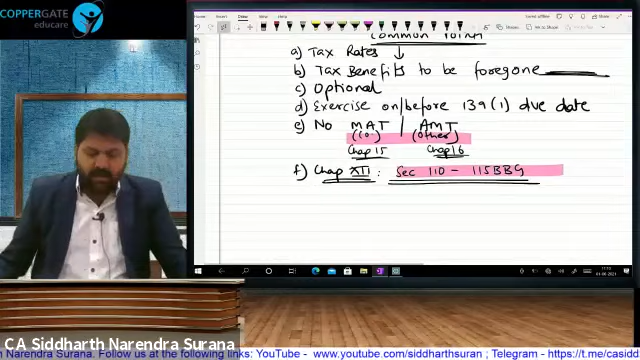 COPPERGATE
educare
Common Point
a) Tax Rates ↓
b) Tax Benefits to be foregone
c) Optional
d) Exercise on/before 139(1) due date
e) No MAT / AMT
(co) (other)
Chap 15 Chap 16
f) Chap XII : Sec 110 - 115BBG
CA Siddharth Narendra Surana
h Narendra Surana. Follow us at the following links: YouTube - www.youtube.com/siddharthsuran ; Telegram - https://t.me/casidd